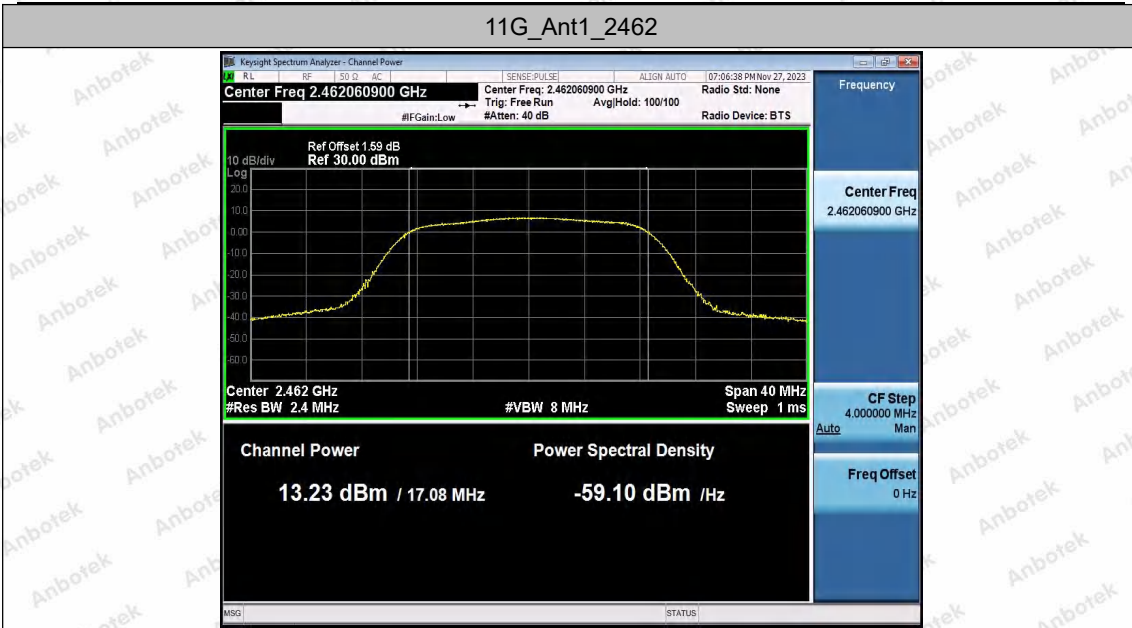 11G_Ant1_2462
Keysight Spectrum Analyzer - Channel Power
RL RF 50 Ω AC SENSE:PULSE ALIGN AUTO 07:06:38 PM Nov 27, 2023
Center Freq 2.462060900 GHz
Center Freq: 2.462060900 GHz
Radio Std: None
Trig: Free Run Avg|Hold: 100/100
#IFGain:Low
#Atten: 40 dB
Radio Device: BTS
Frequency
Ref Offset 1.59 dB
10 dB/div Ref 30.00 dBm
Log
20.0
10.0
0.00
-10.0
-20.0
-30.0
-40.0
-50.0
-60.0
Center 2.462 GHz
Span 40 MHz
#Res BW 2.4 MHz
#VBW 8 MHz
Sweep 1 ms
Center Freq
2.462060900 GHz
CF Step
4.000000 MHz
Auto Man
Freq Offset
0 Hz
Channel Power
Power Spectral Density
13.23 dBm / 17.08 MHz
-59.10 dBm /Hz
MSG
STATUS
Anbotek